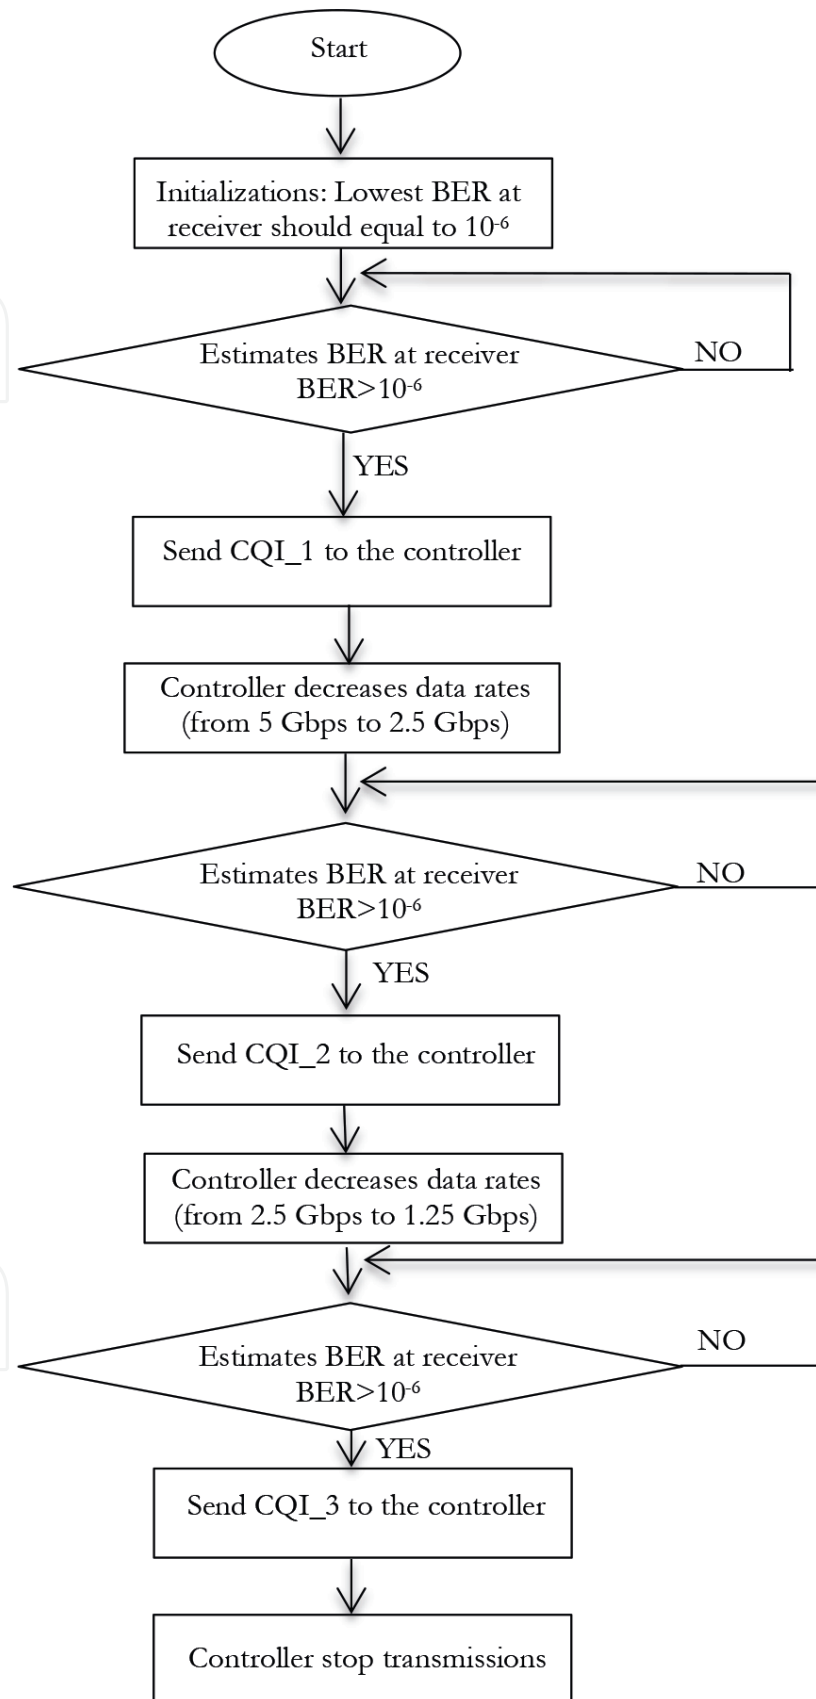 Start
Initializations: Lowest BER at
receiver should equal to 10⁻⁶
Estimates BER at receiver
BER>10⁻⁶
NO
YES
Send CQI_1 to the controller
Controller decreases data rates
(from 5 Gbps to 2.5 Gbps)
Estimates BER at receiver
BER>10⁻⁶
NO
YES
Send CQI_2 to the controller
Controller decreases data rates
(from 2.5 Gbps to 1.25 Gbps)
Estimates BER at receiver
BER>10⁻⁶
NO
YES
Send CQI_3 to the controller
Controller stop transmissions